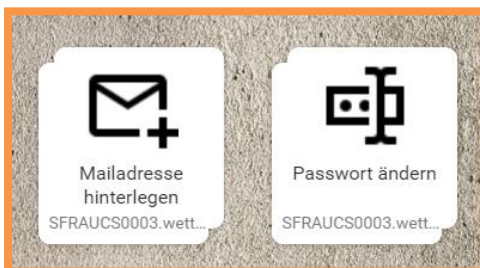 Mailadresse
hinterlegen
SFRAUCS0003.wett...
Passwort ändern
SFRAUCS0003.wett...